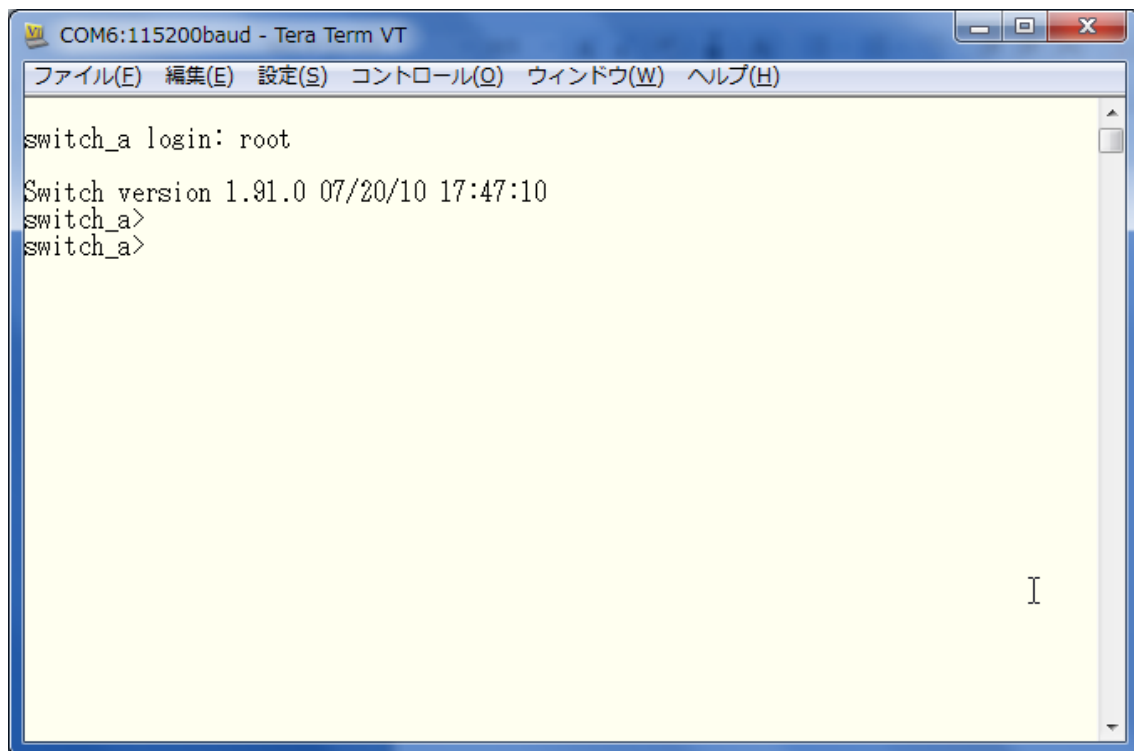 COM6:115200baud - Tera Term VT
ファイル(F) 編集(E) 設定(S) コントロール(O) ウィンドウ(W) ヘルプ(H)
switch_a login: root
Switch version 1.91.0 07/20/10 17:47:10
switch_a>
switch_a>